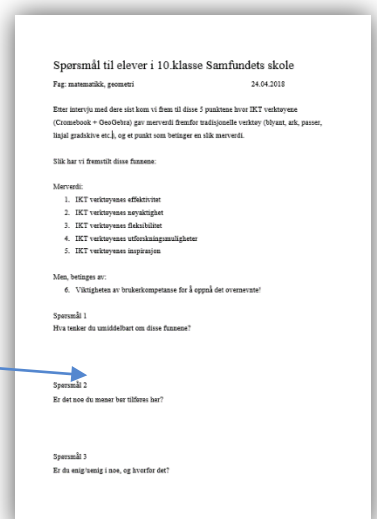 Spørsmål til elever i 10.klasse Samfundets skole
Fag: matematikk, geometri 24.04.2018
Etter intervju med dere sist kom vi frem til disse 5 punktene hvor IKT verktøyene
(Cromebook + GeoGebra) gav merverdi fremfor tradisjonelle verktøy (blyant, ark, passer,
linjal gradskive etc.), og et punkt som betinger en slik merverdi.
Slik har vi fremstilt disse funnene:
Merverdi:
1. IKT verktøyenes effektivitet
2. IKT verktøyenes nøyaktighet
3. IKT verktøyenes fleksibilitet
4. IKT verktøyenes utforskningsmuligheter
5. IKT verktøyenes inspirasjon
Men, betinges av:
6. Viktigheten av brukerkompetanse for å oppnå det overnevnte!
Spørsmål 1
Hva tenker du umiddelbart om disse funnene?
Spørsmål 2
Er det noe du mener bør tilføres her?
Spørsmål 3
Er du enig/uenig i noe, og hvorfor det?